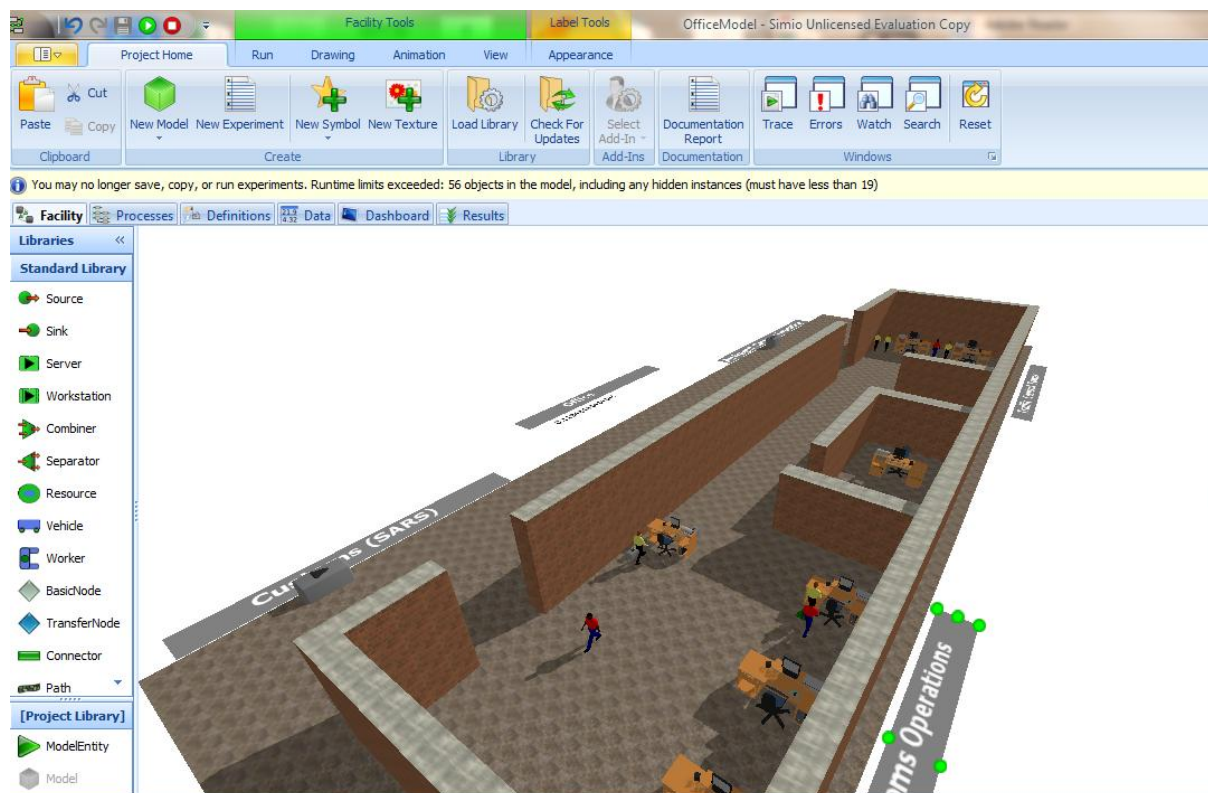 Facility Tools
Label Tools
OfficeModel - Simio Unlicensed Evaluation Copy
Project Home
Run
Drawing
Animation
View
Appearance
Paste
Cut
Copy
New Model
New Experiment
New Symbol
New Texture
Load Library
Check For
Updates
Select
Add-In
Documentation
Report
Trace
Errors
Watch
Search
Reset
Clipboard
Create
Library
Add-Ins
Documentation
Windows
You may no longer save, copy, or run experiments. Runtime limits exceeded: 56 objects in the model, including any hidden instances (must have less than 19)
Facility
Processes
Definitions
Data
Dashboard
Results
Libraries
Standard Library
Source
Sink
Server
Workstation
Combiner
Separator
Resource
Vehicle
Worker
BasicNode
TransferNode
Connector
Path
[Project Library]
ModelEntity
Model
Office
(SARS)
Operations